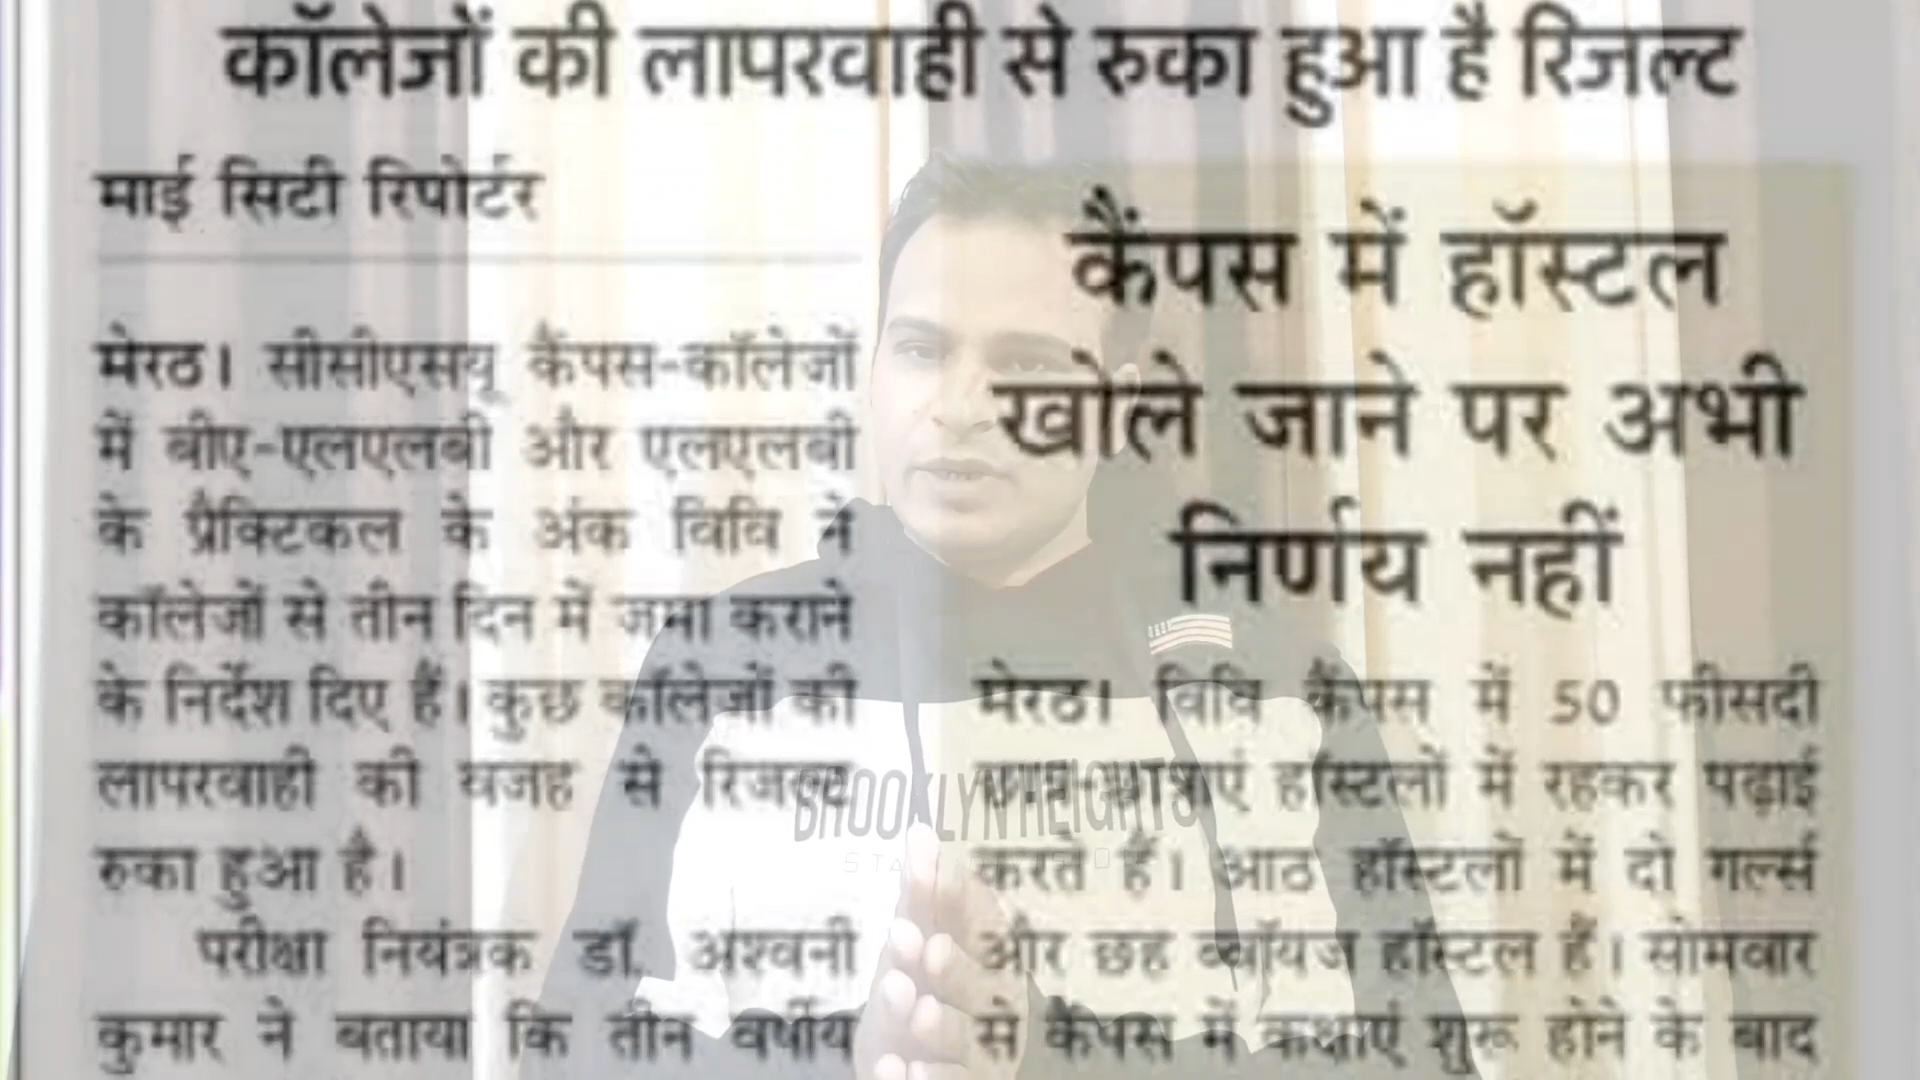 कॉलेजों की लापरवाही से रुका हुआ है रिजल्ट
माई सिटी रिपोर्टर
मेरठ। सीसीएसयू कैंपस-कॉलेजों
में बीए-एलएलबी और एलएलबी
के प्रैक्टिकल के अंक विवि ने
कॉलेजों से तीन दिन में जमा कराने
के निर्देश दिए हैं। कुछ कॉलेजों की
लापरवाही की वजह से रिजल्ट
रुका हुआ है।
परीक्षा नियंत्रक डॉ. अश्वनी
कुमार ने बताया कि तीन वर्षीय
कैंपस में हॉस्टल
खोले जाने पर अभी
निर्णय नहीं
मेरठ। विवि कैंपस में 50 फीसदी
छात्र-छात्राएं हॉस्टलों में रहकर पढ़ाई
करते हैं। आठ हॉस्टलों में दो गर्ल्स
और छह ब्वॉयज हॉस्टल हैं। सोमवार
से कैंपस में कक्षाएं शुरू होने के बाद
BROOKLYN HEIGHTS